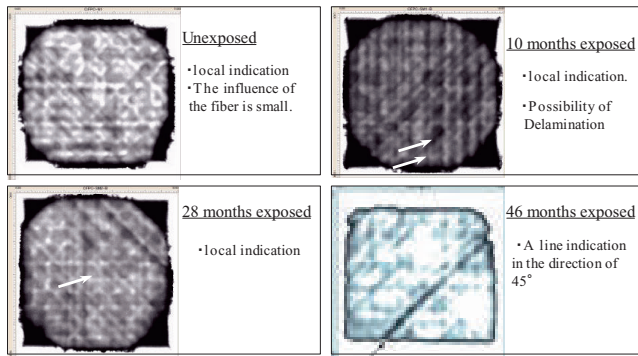 Unexposed
・local indication
・The influence of
the fiber is small.
10 months exposed
・local indication.
・Possibility of
Delamination
28 months exposed
・local indication
46 months exposed
・A line indication
in the direction of
45°